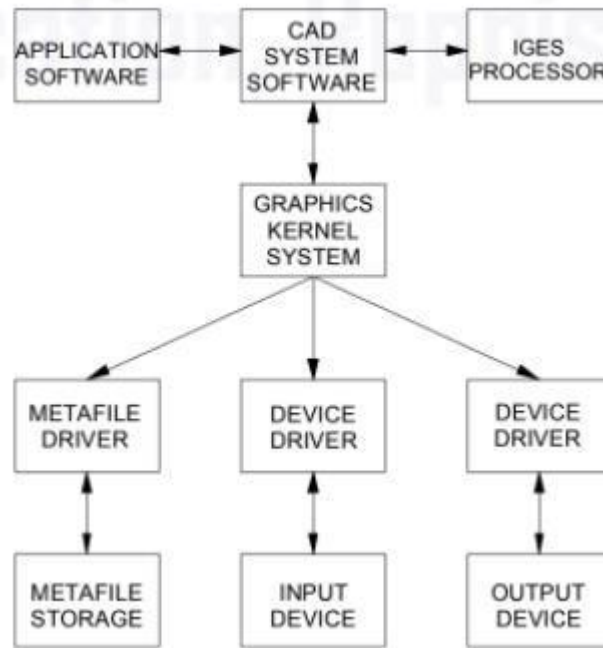 APPLICATION
SOFTWARE
CAD
SYSTEM
SOFTWARE
IGES
PROCESSOR
GRAPHICS
KERNEL
SYSTEM
METAFILE
DRIVER
DEVICE
DRIVER
DEVICE
DRIVER
METAFILE
STORAGE
INPUT
DEVICE
OUTPUT
DEVICE